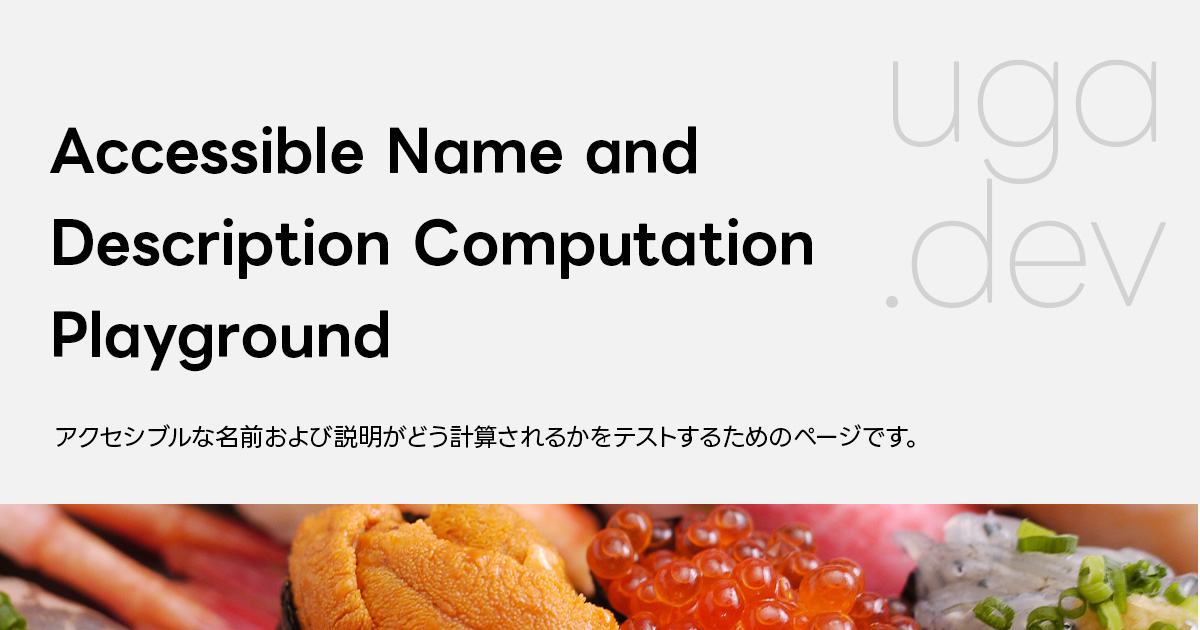 Accessible Name and
Description Computation
Playground
アクセシブルな名前および説明がどう計算されるかをテストするためのページです。
uga
.dev